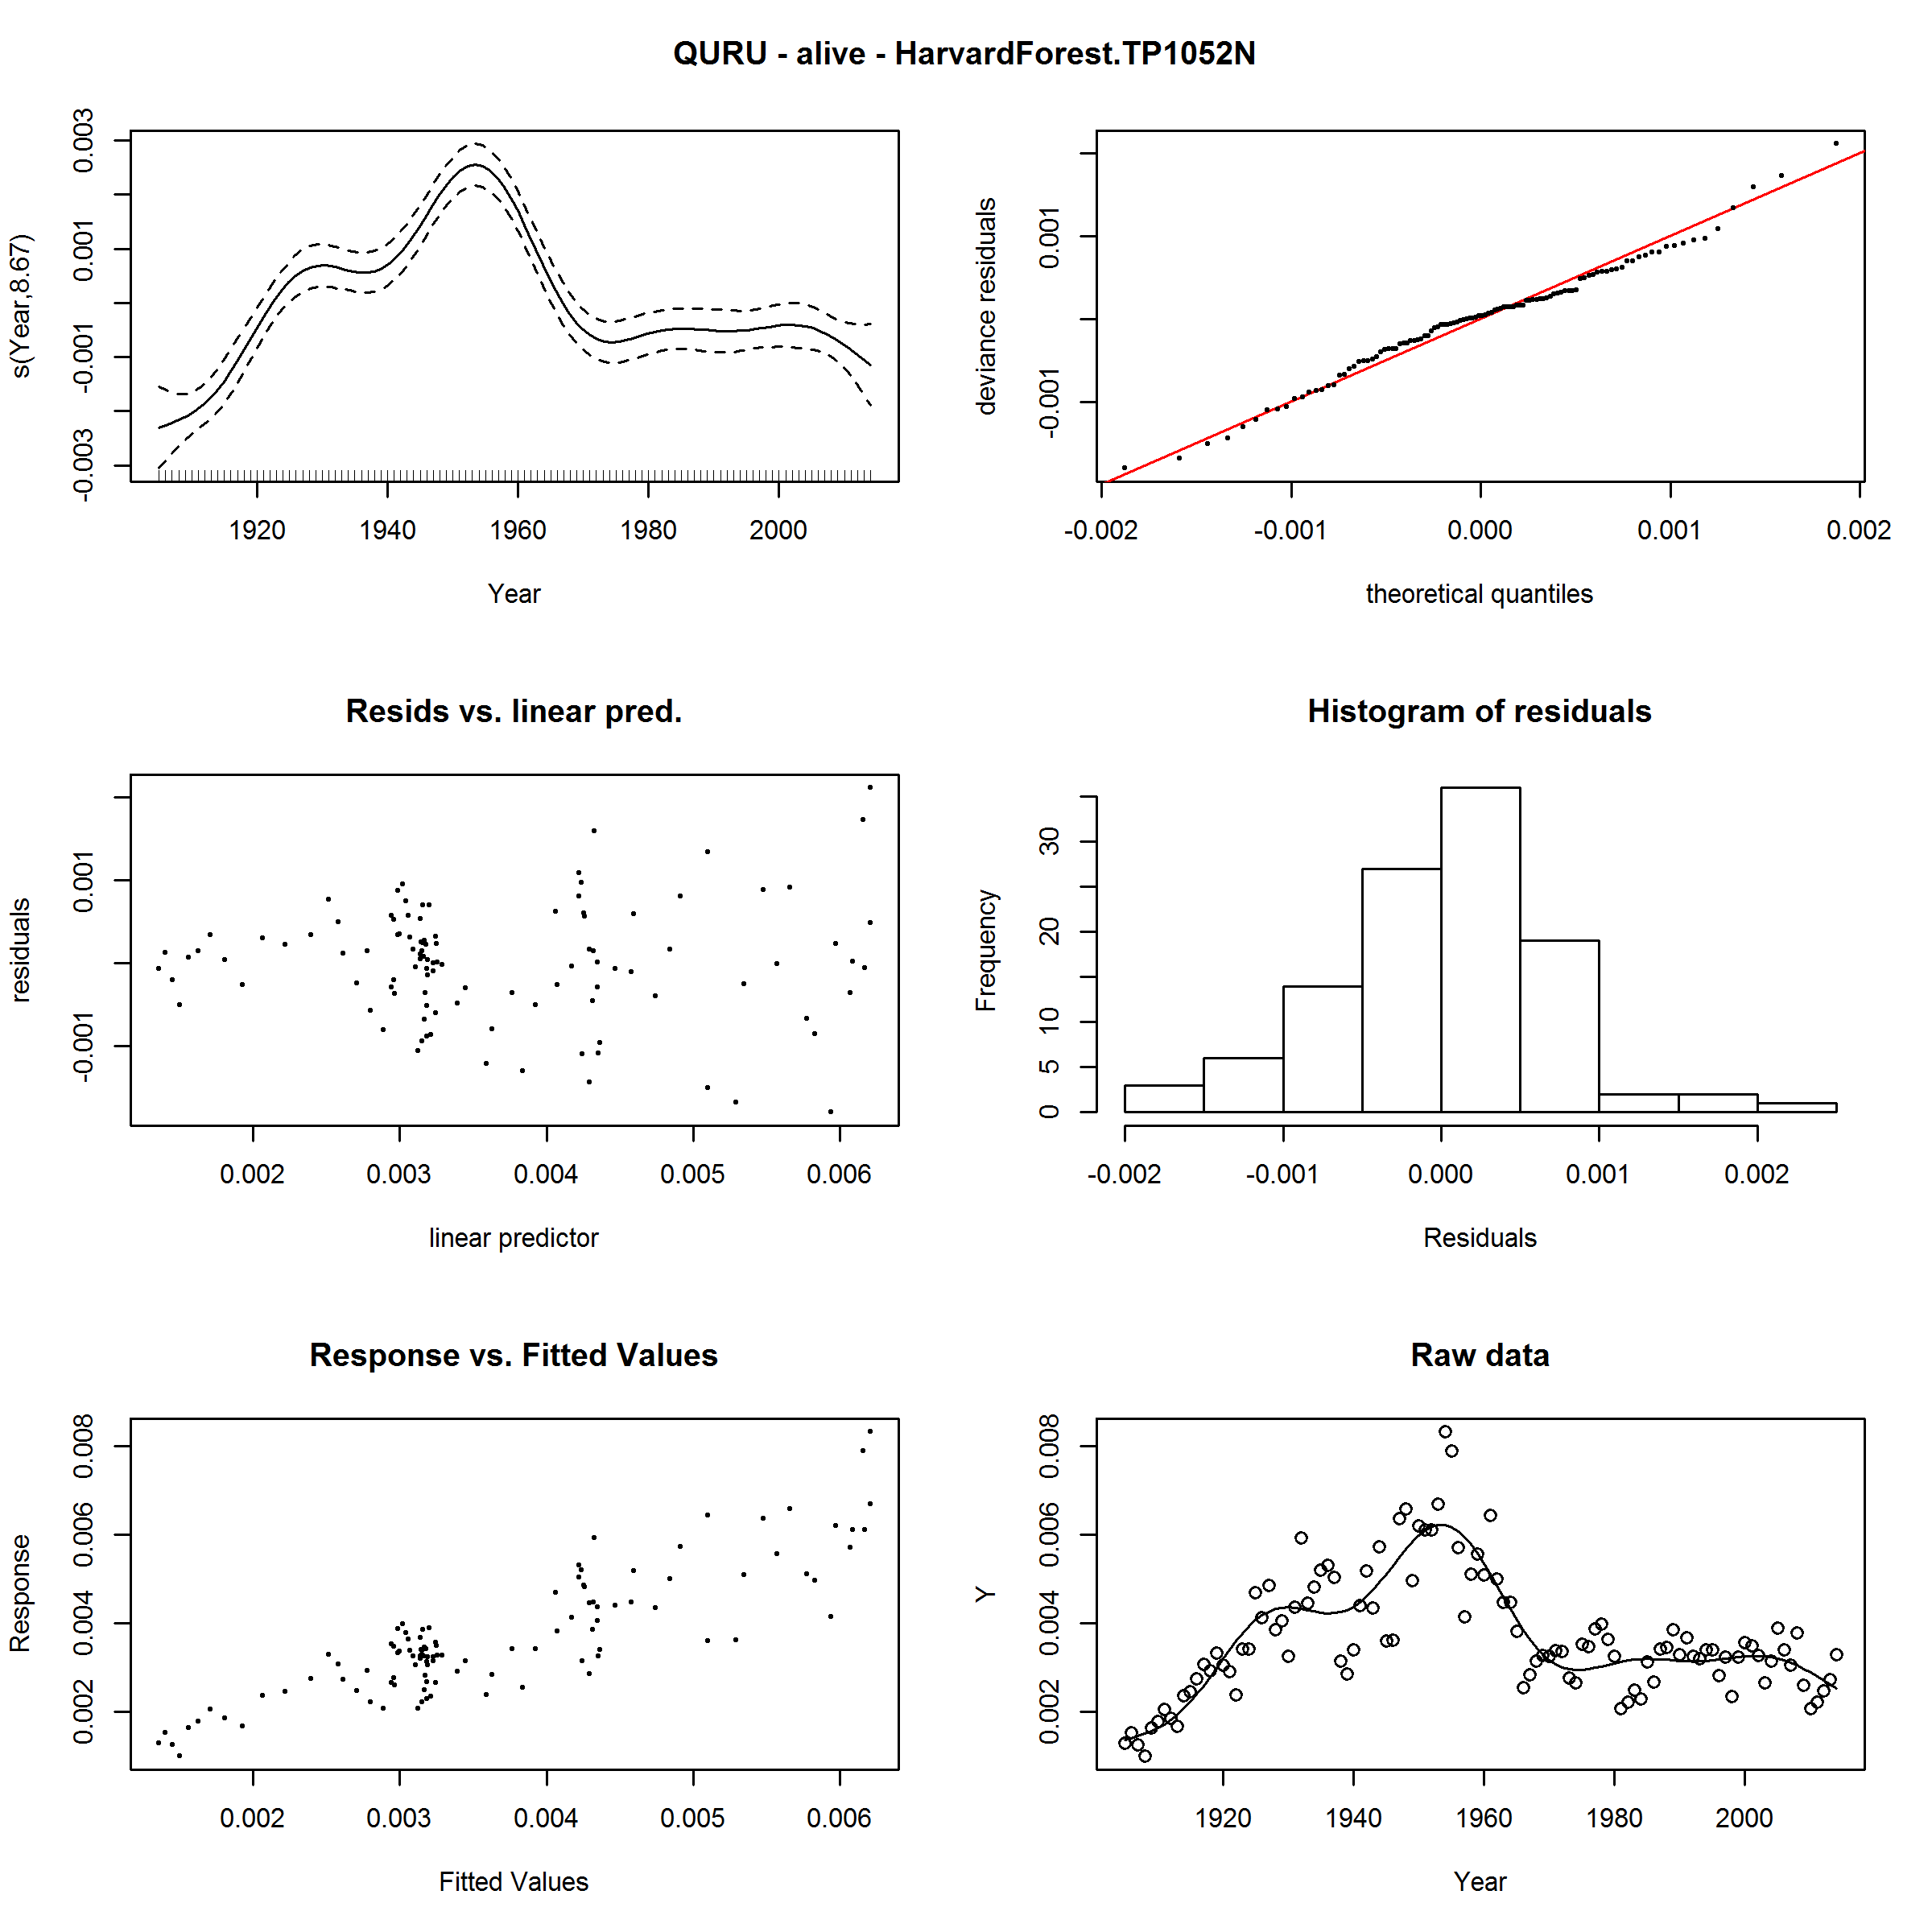 QURU - alive - HarvardForest.TP1052N
s(Year,8.67)
0.003
0.001
-0.001
-0.003
1920 1940 1960 1980 2000
Year
deviance residuals
0.001
-0.001
-0.002 -0.001 0.000 0.001 0.002
theoretical quantiles
Resids vs. linear pred.
residuals
0.001
-0.001
0.002 0.003 0.004 0.005 0.006
linear predictor
Histogram of residuals
Frequency
30
20
10
5
0
-0.002 -0.001 0.000 0.001 0.002
Residuals
Response vs. Fitted Values
Response
0.008
0.006
0.004
0.002
0.002 0.003 0.004 0.005 0.006
Fitted Values
Raw data
Y
0.008
0.006
0.004
0.002
1920 1940 1960 1980 2000
Year